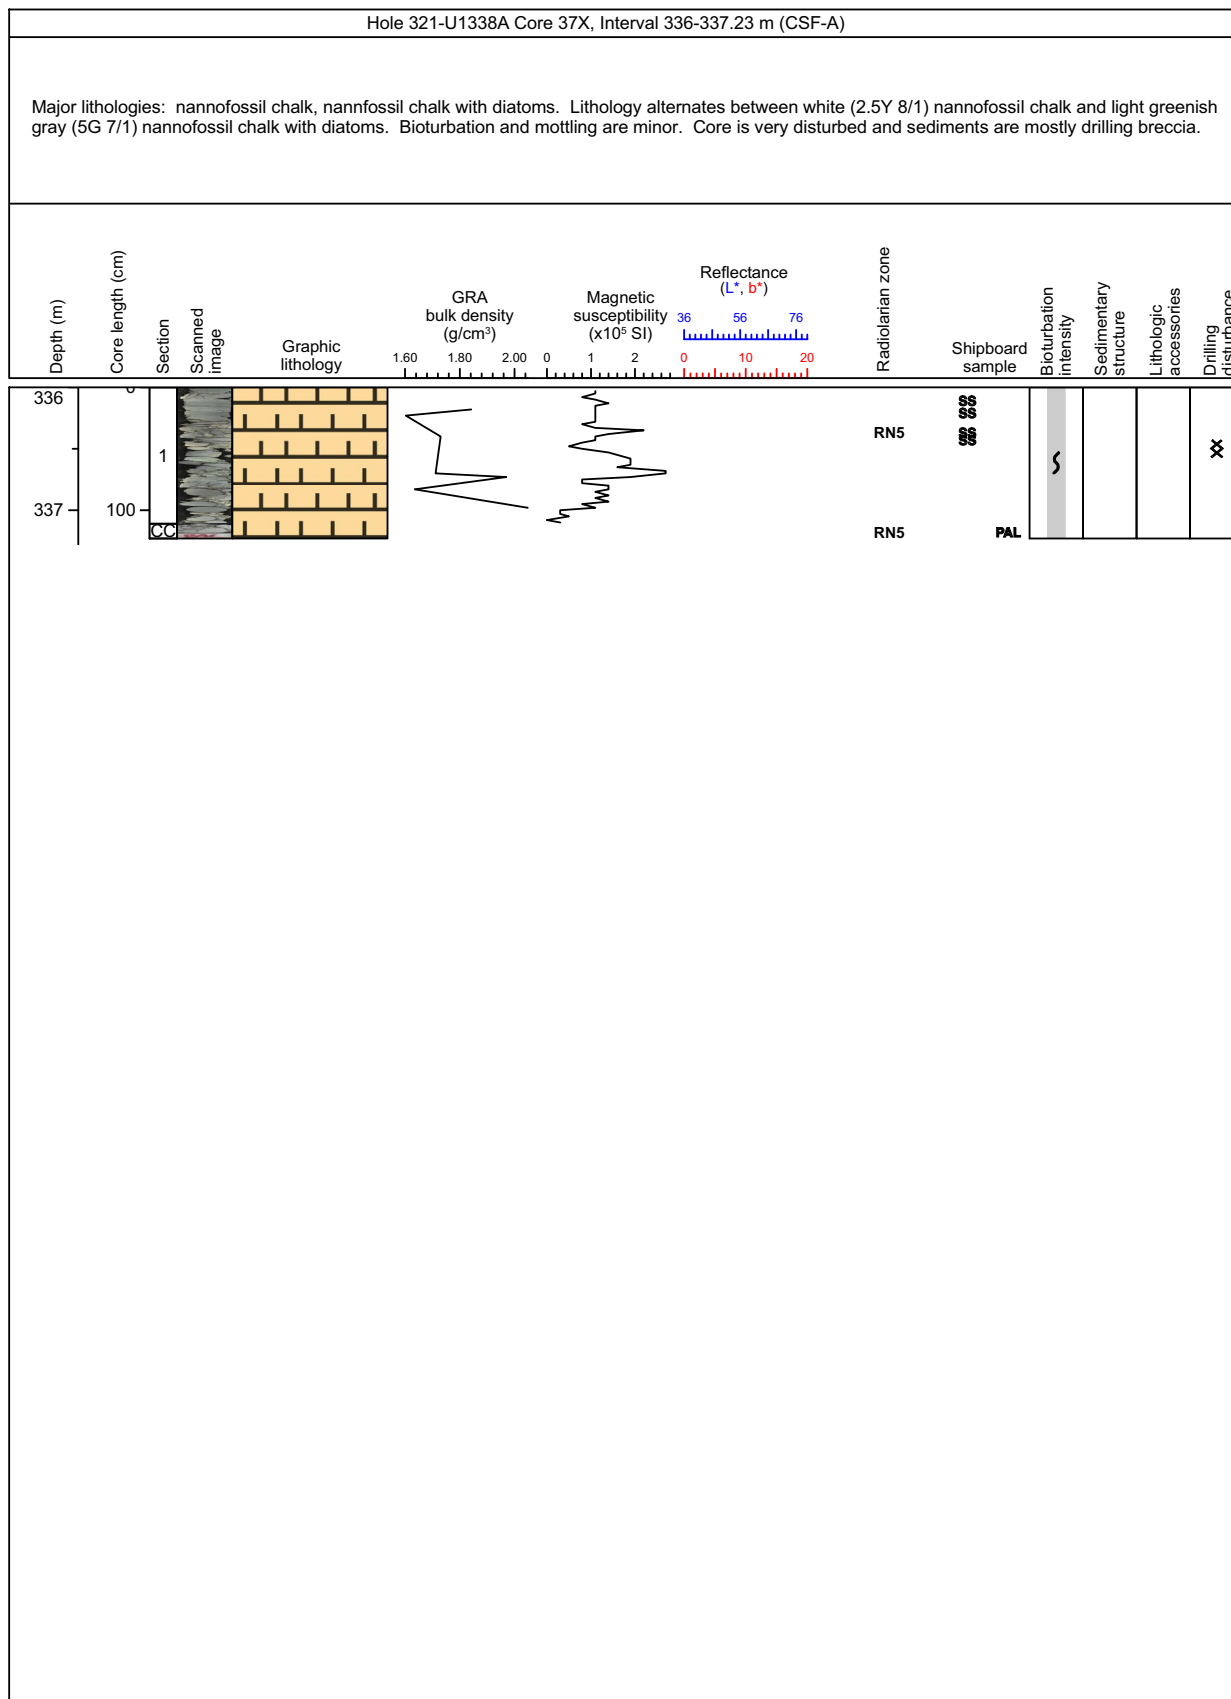 Hole 321-U1338A Core 37X, Interval 336-337.23 m (CSF-A)
Major lithologies: nannofossil chalk, nannfossil chalk with diatoms. Lithology alternates between white (2.5Y 8/1) nannofossil chalk and light greenish
gray (5G 7/1) nannofossil chalk with diatoms. Bioturbation and mottling are minor. Core is very disturbed and sediments are mostly drilling breccia.
Depth (m)
Core length (cm)
Section
Scanned
image
Graphic
lithology
GRA
bulk density
(g/cm³)
1.60 1.80 2.00
Magnetic
susceptibility
(x10⁵ SI)
0 1 2
Reflectance
(L*, b*)
36 56 76
0 10 20
Radiolarian zone
Shipboard
sample
Bioturbation
intensity
Sedimentary
structure
Lithologic
accessories
Drilling
disturbance
336
0
SS
SS
RN5
SS
SS
1
337
100
CC
RN5
PAL